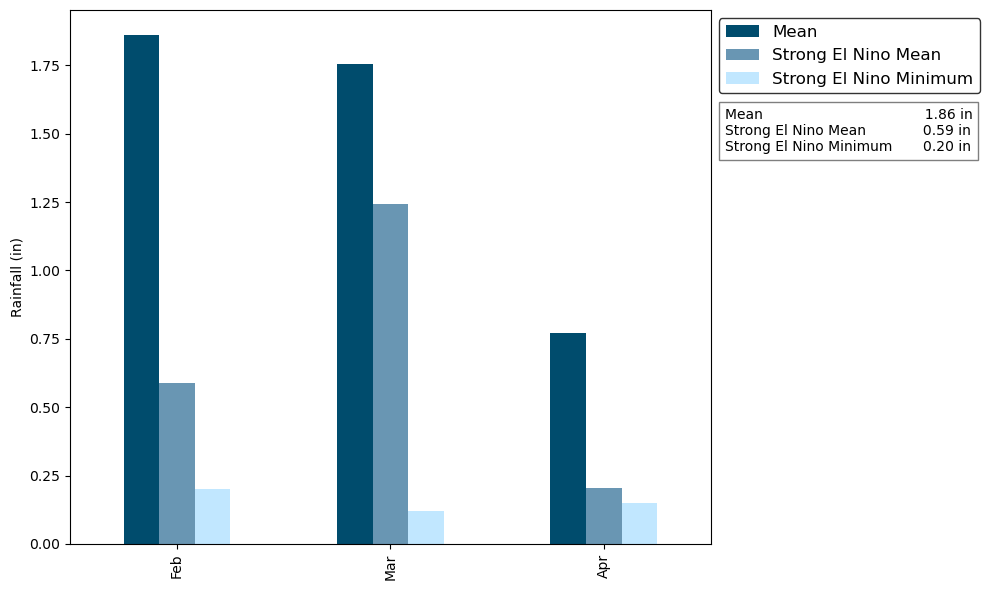 Mean
Strong El Nino Mean
Strong El Nino Minimum
Mean 1.86 in
Strong El Nino Mean 0.59 in
Strong El Nino Minimum 0.20 in
Rainfall (in)
1.75
1.50
1.25
1.00
0.75
0.50
0.25
0.00
Feb
Mar
Apr